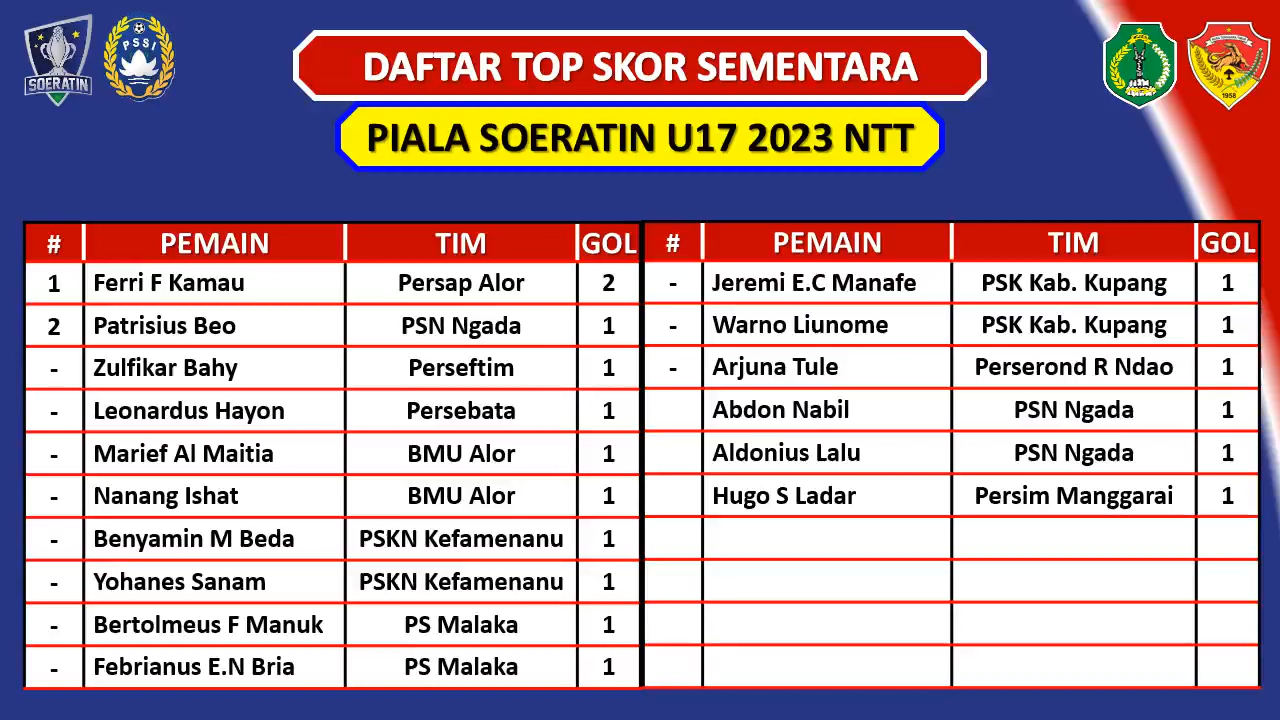 SOERATIN
PSSI
DAFTAR TOP SKOR SEMENTARA
PIALA SOERATIN U17 2023 NTT
1958
# PEMAIN TIM GOL
1 Ferri F Kamau Persap Alor 2
2 Patrisius Beo PSN Ngada 1
- Zulfikar Bahy Perseftim 1
- Leonardus Hayon Persebata 1
- Marief Al Maitia BMU Alor 1
- Nanang Ishat BMU Alor 1
- Benyamin M Beda PSKN Kefamenanu 1
- Yohanes Sanam PSKN Kefamenanu 1
- Bertolmeus F Manuk PS Malaka 1
- Febrianus E.N Bria PS Malaka 1
# PEMAIN TIM GOL
- Jeremi E.C Manafe PSK Kab. Kupang 1
- Warno Liunome PSK Kab. Kupang 1
- Arjuna Tule Perserond R Ndao 1
Abdon Nabil PSN Ngada 1
Aldonius Lalu PSN Ngada 1
Hugo S Ladar Persim Manggarai 1